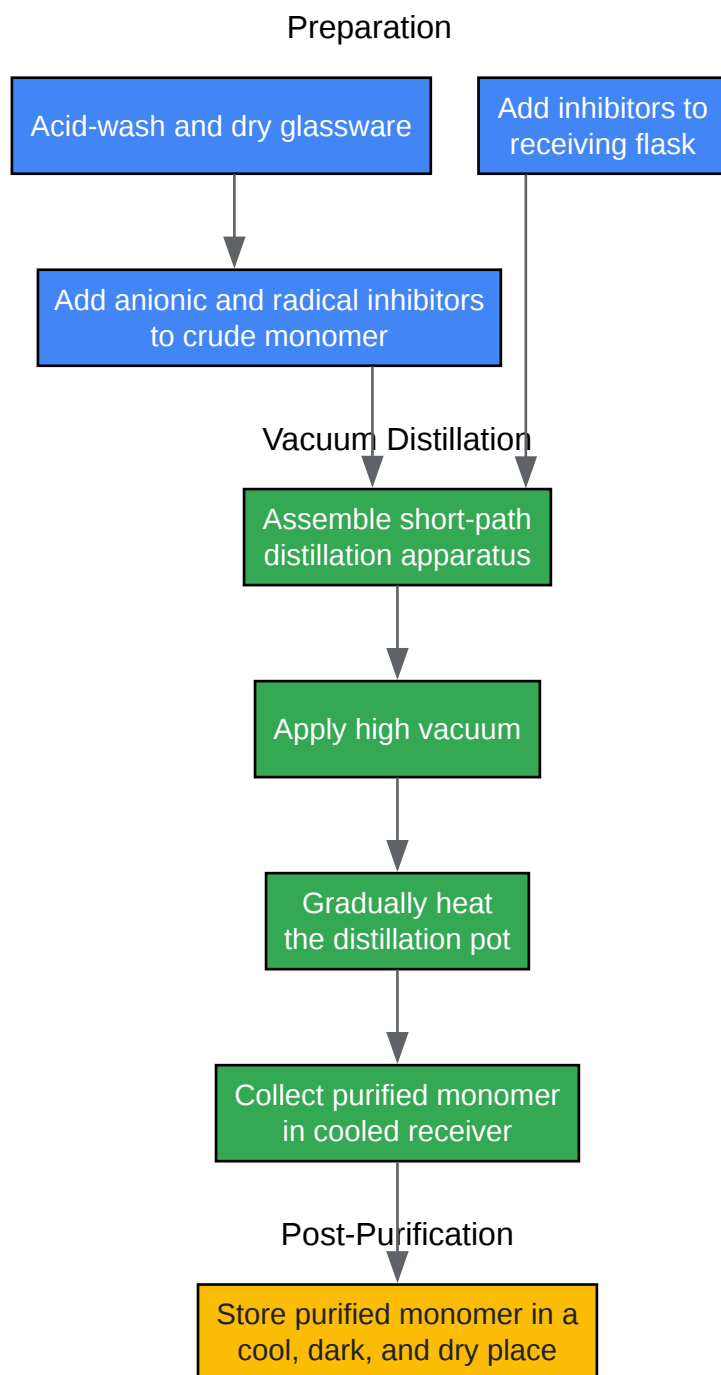 Preparation
Acid-wash and dry glassware
Add inhibitors to
receiving flask
Add anionic and radical inhibitors
to crude monomer
Vacuum Distillation
Assemble short-path
distillation apparatus
Apply high vacuum
Gradually heat
the distillation pot
Collect purified monomer
in cooled receiver
Post-Purification
Store purified monomer in a
cool, dark, and dry place